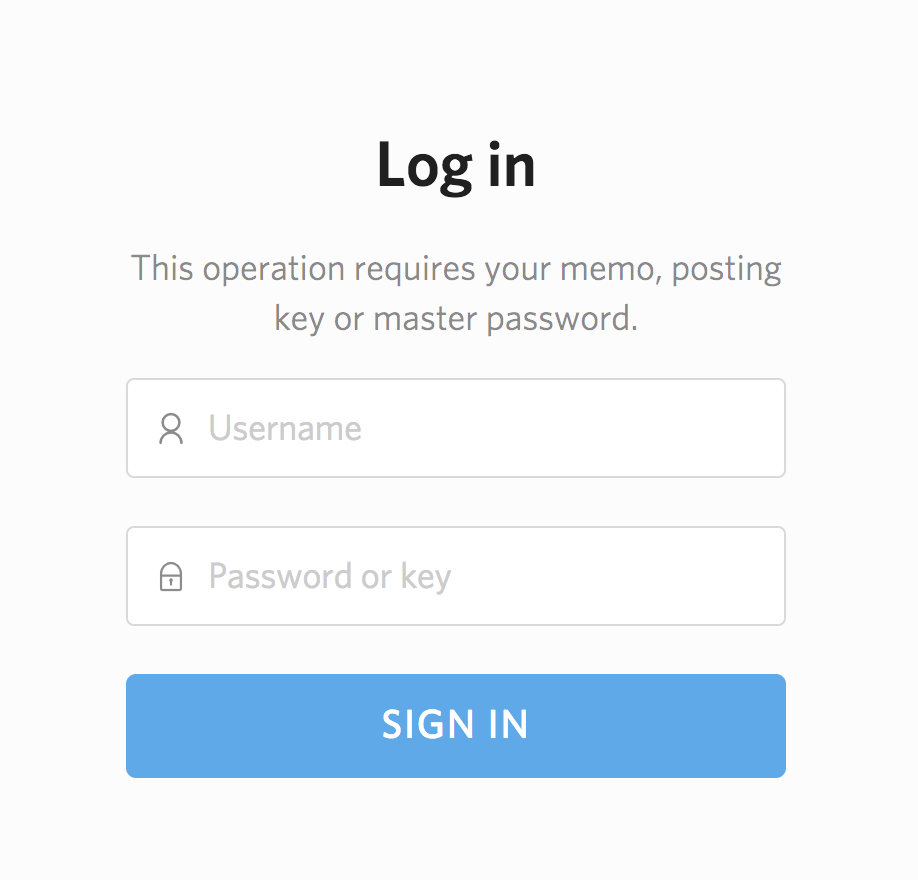 Log in
This operation requires your memo, posting
key or master password.
Username
Password or key
SIGN IN